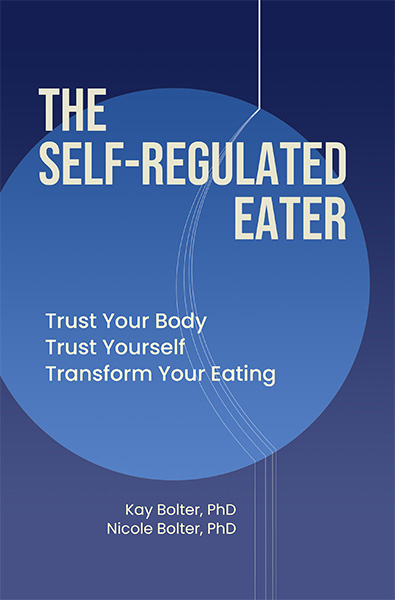 THE
SELF-REGULATED
EATER
Trust Your Body
Trust Yourself
Transform Your Eating
Kay Bolter, PhD
Nicole Bolter, PhD